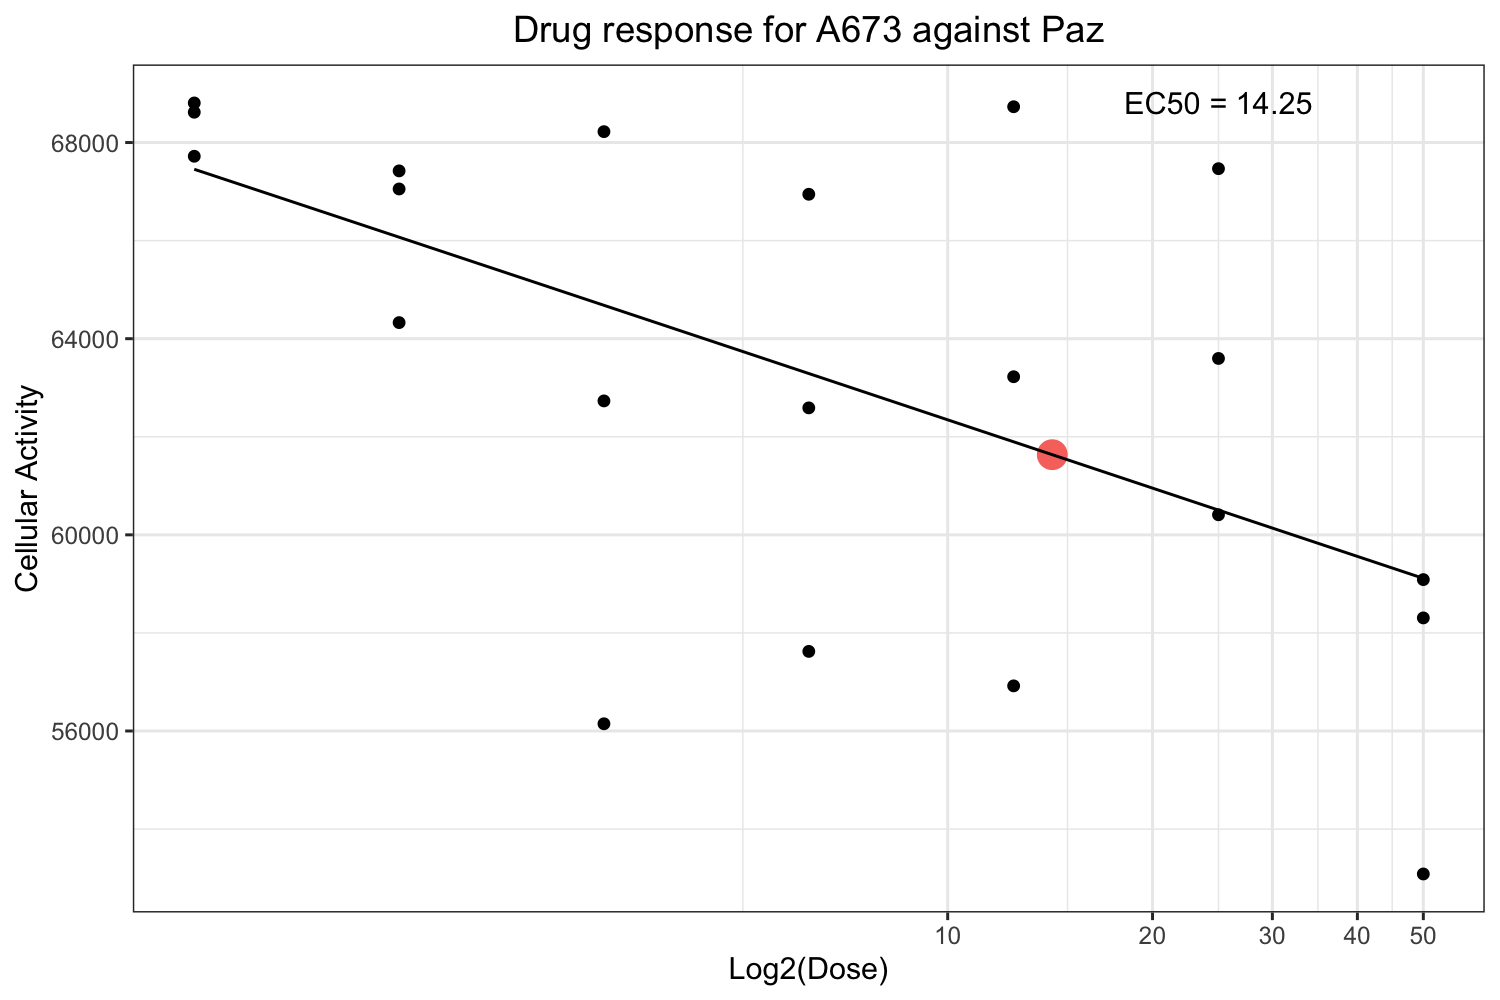 Drug response for A673 against Paz
EC50 = 14.25
68000
64000
60000
56000
Cellular Activity
10 20 30 40 50
Log2(Dose)